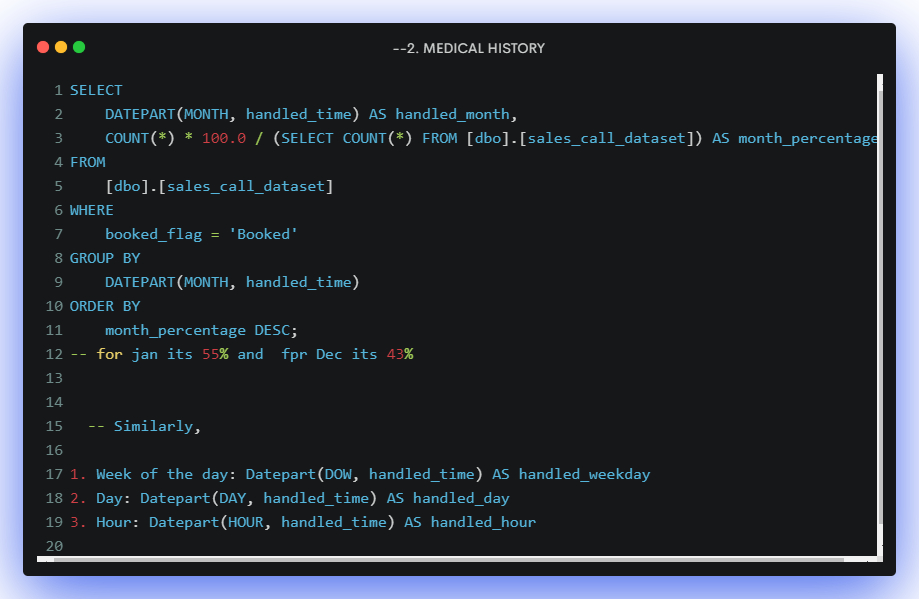 --2. MEDICAL HISTORY
1 SELECT
2     DATEPART(MONTH, handled_time) AS handled_month,
3     COUNT(*) * 100.0 / (SELECT COUNT(*) FROM [dbo].[sales_call_dataset]) AS month_percentage
4 FROM
5     [dbo].[sales_call_dataset]
6 WHERE
7     booked_flag = 'Booked'
8 GROUP BY
9     DATEPART(MONTH, handled_time)
10 ORDER BY
11     month_percentage DESC;
12 -- for jan its 55% and  fpr Dec its 43%
13
14
15   -- Similarly,
16
17 1. Week of the day: Datepart(DOW, handled_time) AS handled_weekday
18 2. Day: Datepart(DAY, handled_time) AS handled_day
19 3. Hour: Datepart(HOUR, handled_time) AS handled_hour
20